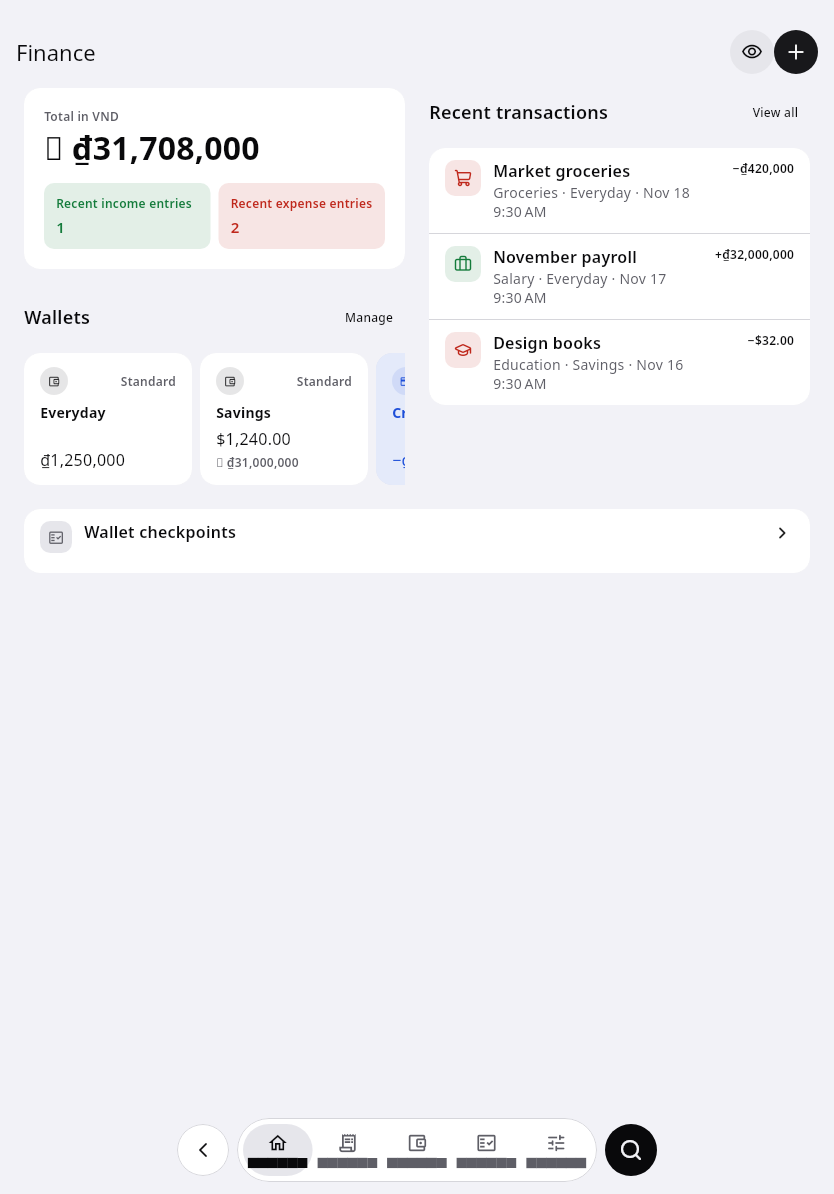 Finance
Total in VND
₫31,708,000
Recent income entries
1
Recent expense entries
2
Wallets
Manage
Standard
Everyday
₫1,250,000
Standard
Savings
$1,240.00
₫31,000,000
Recent transactions
View all
Market groceries
−₫420,000
Groceries · Everyday · Nov 18
9:30 AM
November payroll
+₫32,000,000
Salary · Everyday · Nov 17
9:30 AM
Design books
−$32.00
Education · Savings · Nov 16
9:30 AM
Wallet checkpoints